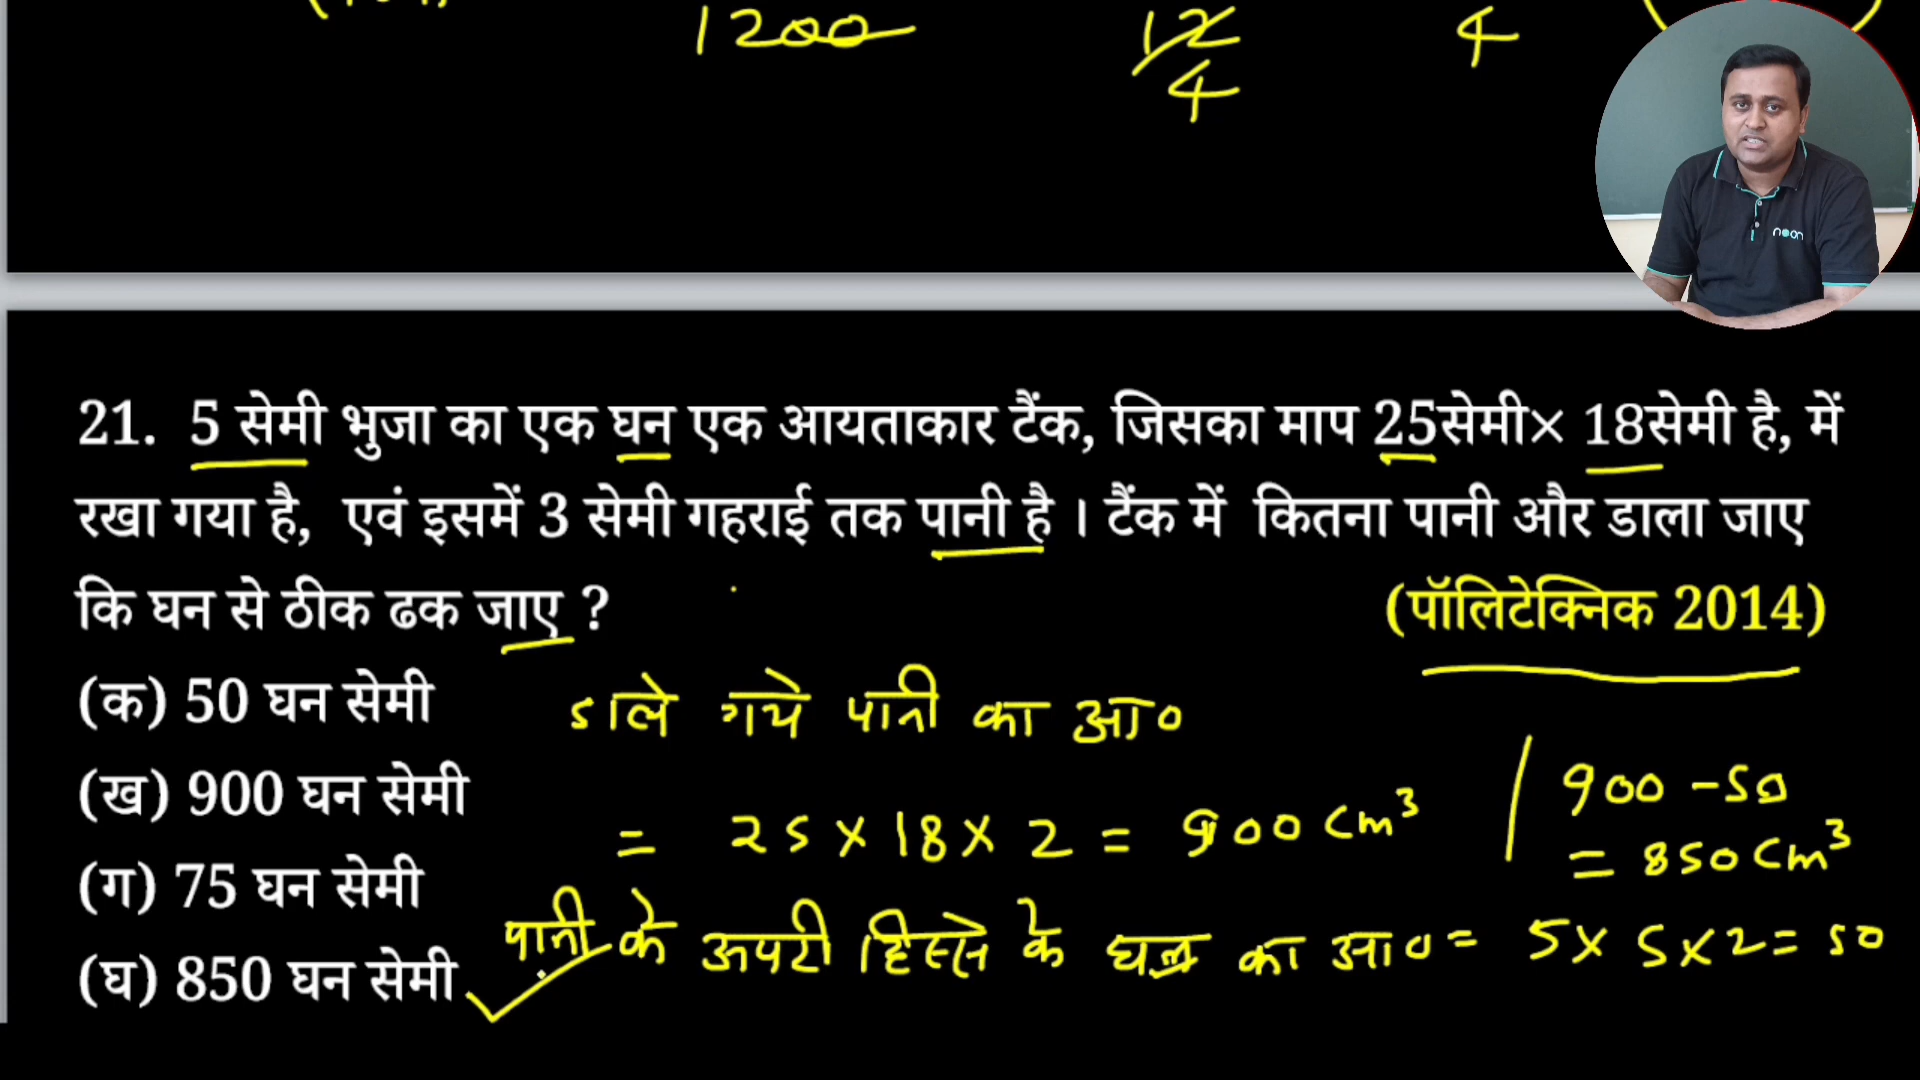 1200 12/4 4
noon
21. 5 सेमी भुजा का एक घन एक आयताकार टैंक, जिसका माप 25सेमी× 18सेमी है, में
रखा गया है, एवं इसमें 3 सेमी गहराई तक पानी है । टैंक में कितना पानी और डाला जाए
कि घन से ठीक ढक जाए ? (पॉलिटेक्निक 2014)
(क) 50 घन सेमी
डाले गये पानी का आ०
(ख) 900 घन सेमी
= 25 × 18 × 2 = 900 cm³
900 - 50
= 850 cm³
(ग) 75 घन सेमी
पानी के ऊपरी हिस्से के घन का आ० = 5 × 5 × 2 = 50
(घ) 850 घन सेमी